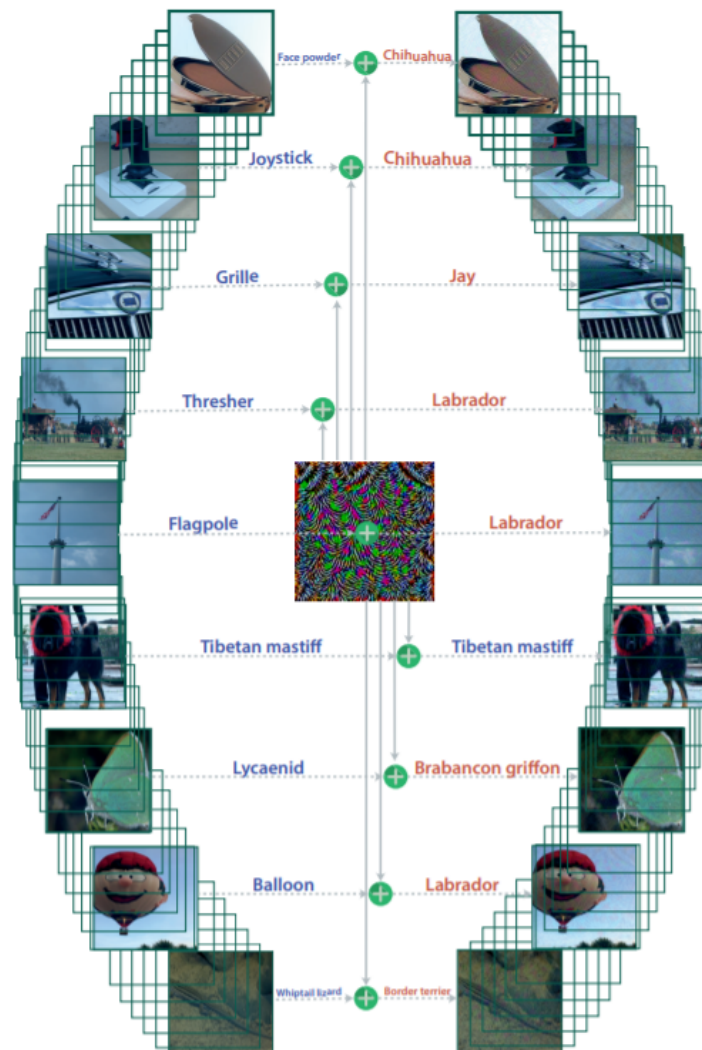 Face powder Chihuahua
Joystick Chihuahua
Grille Jay
Thresher Labrador
Flagpole Labrador
Tibetan mastiff Tibetan mastiff
Lycaenid Brabancon griffon
Balloon Labrador
Whiptail lizard Border terrier